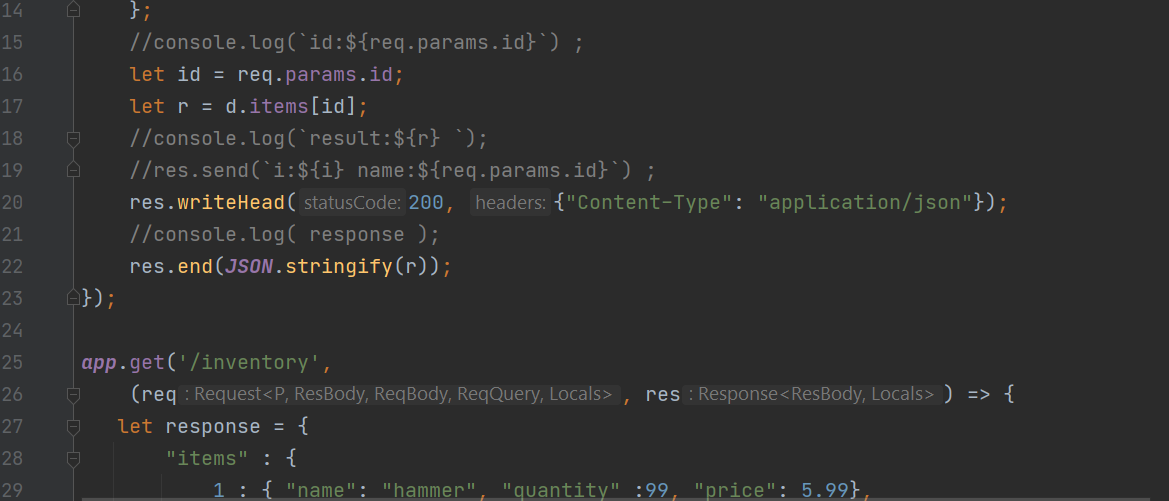 14 };
15 //console.log(`id:${req.params.id}`) ;
16 let id = req.params.id;
17 let r = d.items[id];
18 //console.log(`result:${r} `);
19 //res.send(`i:${i} name:${req.params.id}`) ;
20 res.writeHead( statusCode: 200, headers: {"Content-Type": "application/json"});
21 //console.log( response );
22 res.end(JSON.stringify(r));
23 });
24
25 app.get('/inventory',
26 (req : Request<P, ResBody, ReqBody, ReqQuery, Locals> , res : Response<ResBody, Locals> ) => {
27 let response = {
28 "items" : {
29 1 : { "name": "hammer", "quantity" :99, "price": 5.99},